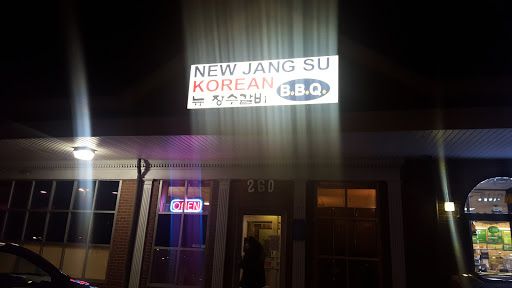 NEW JANG SU
KOREAN
뉴 장수갈비
B.B.Q.
260
OPEN